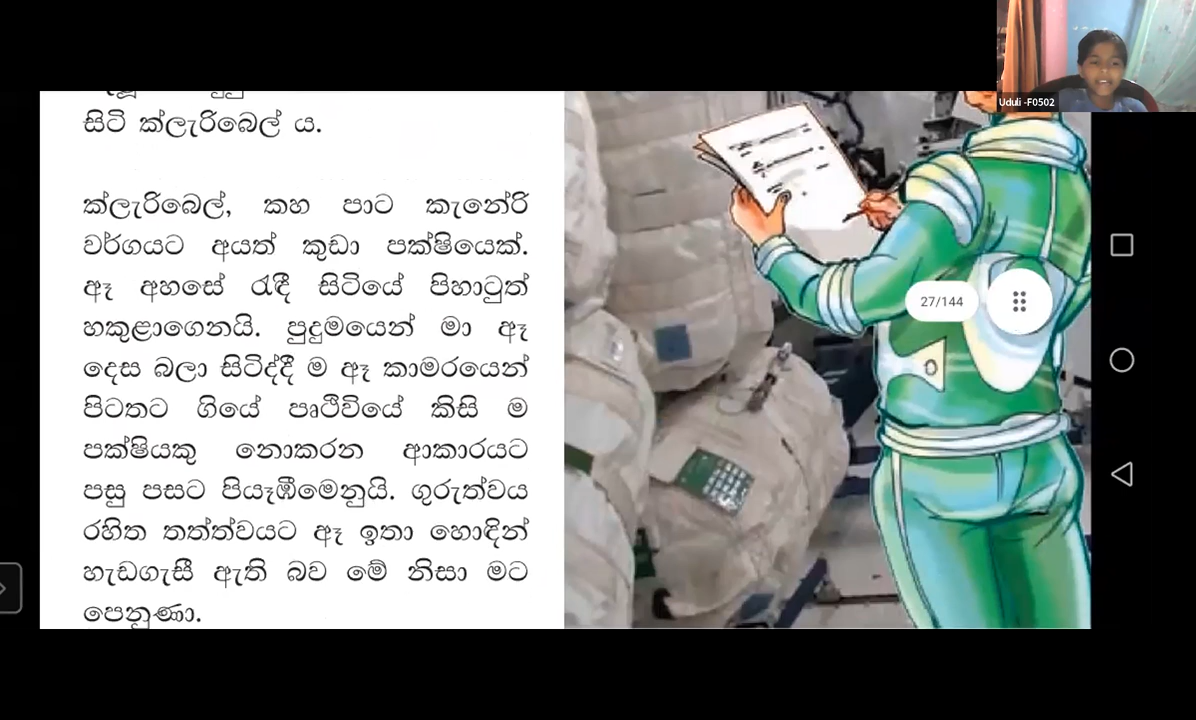 සිටි ක්ලැරිබෙල් ය.
ක්ලැරිබෙල්, කහ පාට කැනේරි
වර්ගයට අයත් කුඩා පක්ෂියෙක්.
ඈ අහසේ රැඳී සිටියේ පිහාටුත්
හකුළාගෙනයි. පුදුමයෙන් මා ඈ
දෙස බලා සිටිද්දී ම ඈ කාමරයෙන්
පිටතට ගියේ පෘථිවියේ කිසි ම
පක්ෂියකු නොකරන ආකාරයට
පසු පසට පියෑඹීමෙනුයි. ගුරුත්වය
රහිත තත්ත්වයට ඈ ඉතා හොඳින්
හැඩගැසී ඇති බව මේ නිසා මට
පෙනුණා.
27/144
Uduli -F0502